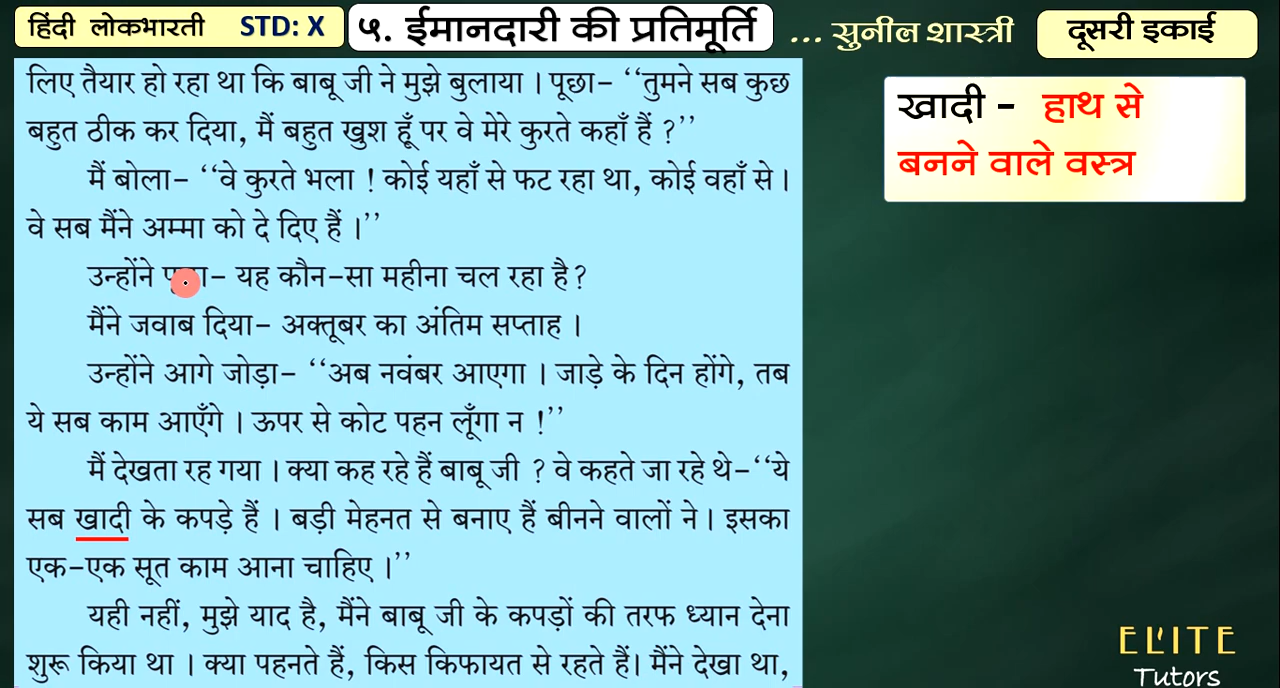 हिंदी लोकभारती STD: X
५. ईमानदारी की प्रतिमूर्ति
... सुनील शास्त्री
दूसरी इकाई
लिए तैयार हो रहा था कि बाबू जी ने मुझे बुलाया । पूछा– ‘‘तुमने सब कुछ
बहुत ठीक कर दिया, मैं बहुत खुश हूँ पर वे मेरे कुरते कहाँ हैं ?’’
मैं बोला– ‘‘वे कुरते भला ! कोई यहाँ से फट रहा था, कोई वहाँ से ।
वे सब मैंने अम्मा को दे दिए हैं ।’’
उन्होंने – यह कौन-सा महीना चल रहा है ?
मैंने जवाब दिया– अक्तूबर का अंतिम सप्ताह ।
उन्होंने आगे जोड़ा– ‘‘अब नवंबर आएगा । जाड़े के दिन होंगे, तब
ये सब काम आएँगे । ऊपर से कोट पहन लूँगा न !’’
मैं देखता रह गया । क्या कह रहे हैं बाबू जी ? वे कहते जा रहे थे–‘‘ये
सब खादी के कपड़े हैं । बड़ी मेहनत से बनाए हैं बीनने वालों ने । इसका
एक-एक सूत काम आना चाहिए ।’’
यही नहीं, मुझे याद है, मैंने बाबू जी के कपड़ों की तरफ ध्यान देना
शुरू किया था । क्या पहनते हैं, किस किफायत से रहते हैं। मैंने देखा था,
खादी – हाथ से
बनने वाले वस्त्र
ELITE
Tutors